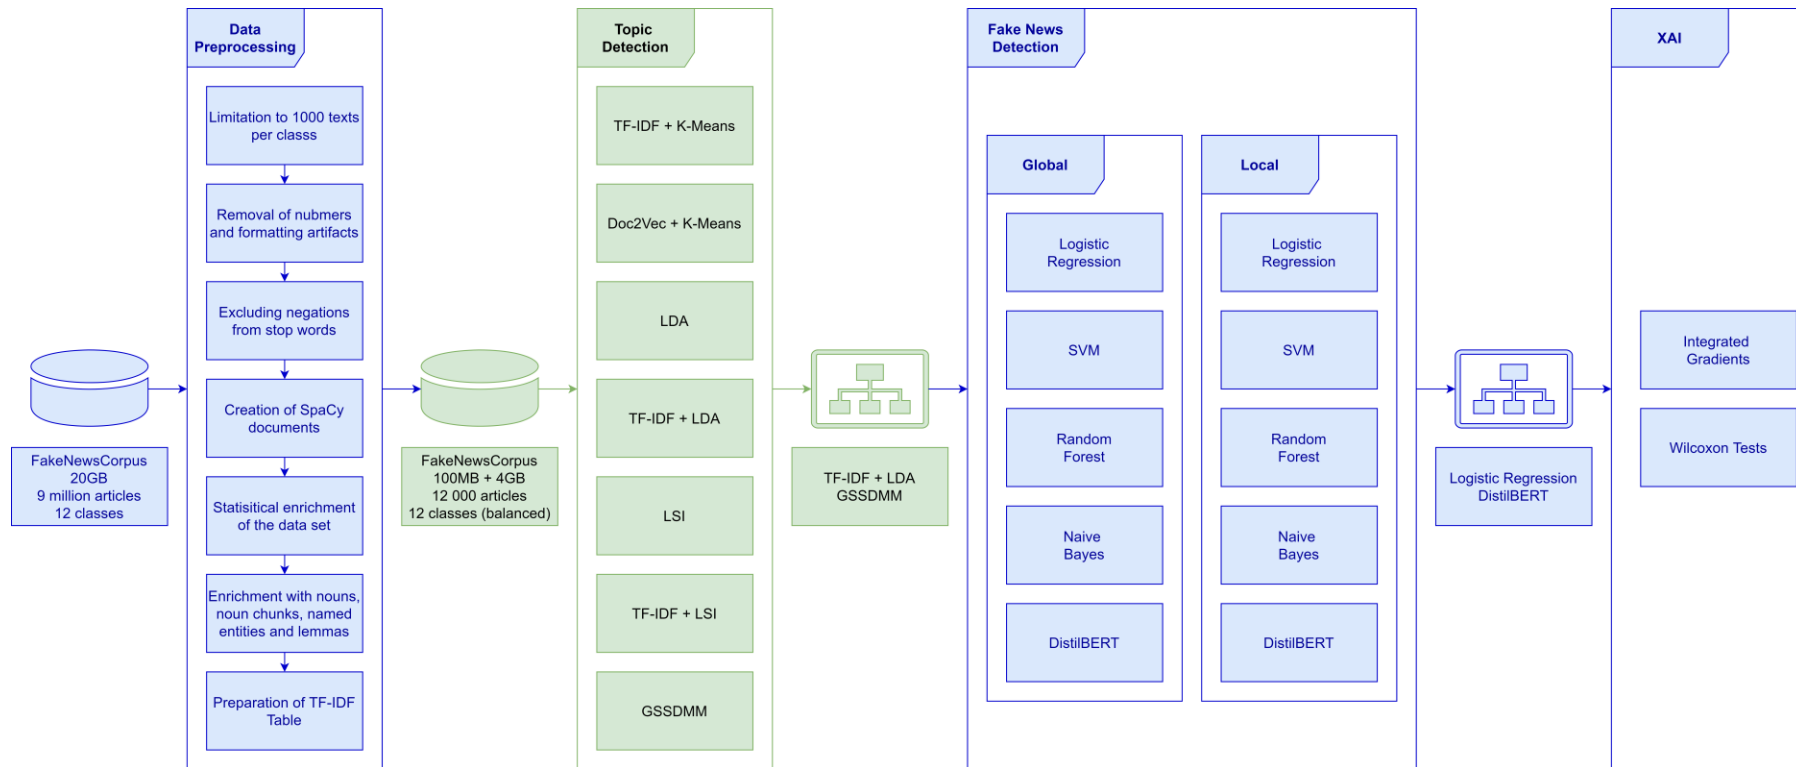 Data
Preprocessing
Limitation to 1000 texts
per classs
Removal of nubmers
and formatting artifacts
Excluding negations
from stop words
Creation of SpaCy
documents
Statisitical enrichment
of the data set
Enrichment with nouns,
noun chunks, named
entities and lemmas
Preparation of TF-IDF
Table
FakeNewsCorpus
20GB
9 million articles
12 classes
FakeNewsCorpus
100MB + 4GB
12 000 articles
12 classes (balanced)
Topic
Detection
TF-IDF + K-Means
Doc2Vec + K-Means
LDA
TF-IDF + LDA
LSI
TF-IDF + LSI
GSSDMM
TF-IDF + LDA
GSSDMM
Fake News
Detection
Global
Logistic
Regression
SVM
Random
Forest
Naive
Bayes
DistilBERT
Local
Logistic
Regression
SVM
Random
Forest
Naive
Bayes
DistilBERT
Logistic Regression
DistilBERT
XAI
Integrated
Gradients
Wilcoxon Tests